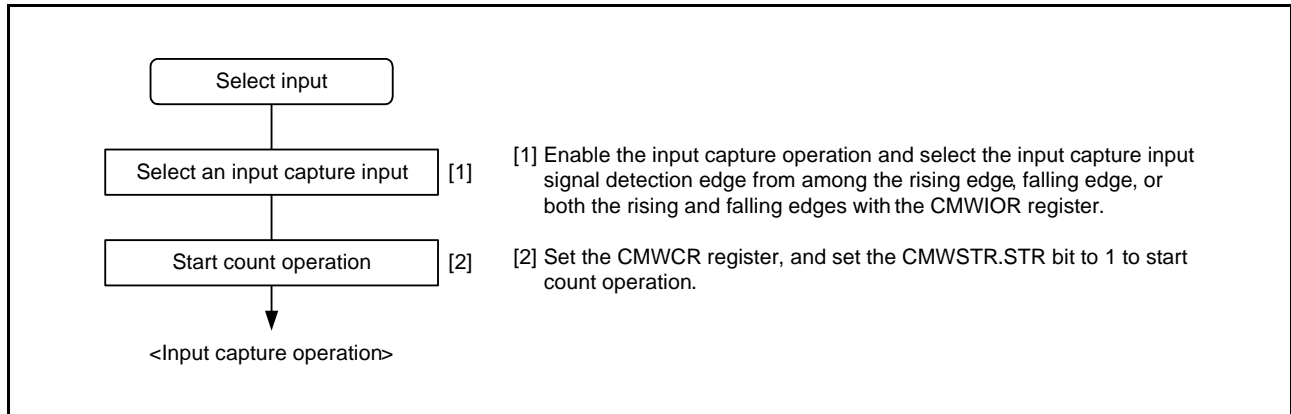 Select input
Select an input capture input
[1]
[1] Enable the input capture operation and select the input capture input
signal detection edge from among the rising edge, falling edge, or
both the rising and falling edges with the CMWIOR register.
Start count operation
[2]
[2] Set the CMWCR register, and set the CMWSTR.STR bit to 1 to start
count operation.
<Input capture operation>